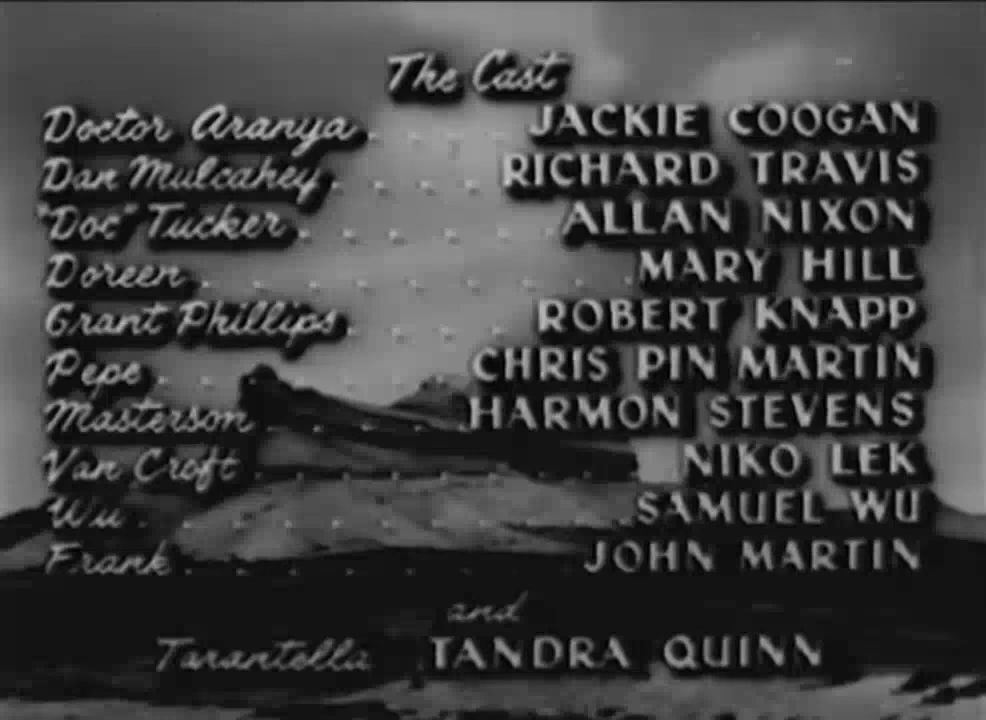 The Cast
Doctor Aranya . . . . JACKIE COOGAN
Dan Mulcahey . . . . RICHARD TRAVIS
"Doc" Tucker . . . . . . ALLAN NIXON
Doreen . . . . . . . . MARY HILL
Grant Phillips . . . . ROBERT KNAPP
Pepe . . . . . . . CHRIS PIN MARTIN
Masterson . . . . . HARMON STEVENS
Van Croft . . . . . . . . . NIKO LEK
Wu . . . . . . . . . . . SAMUEL WU
Frank . . . . . . . . JOHN MARTIN
and
Tarantella TANDRA QUINN